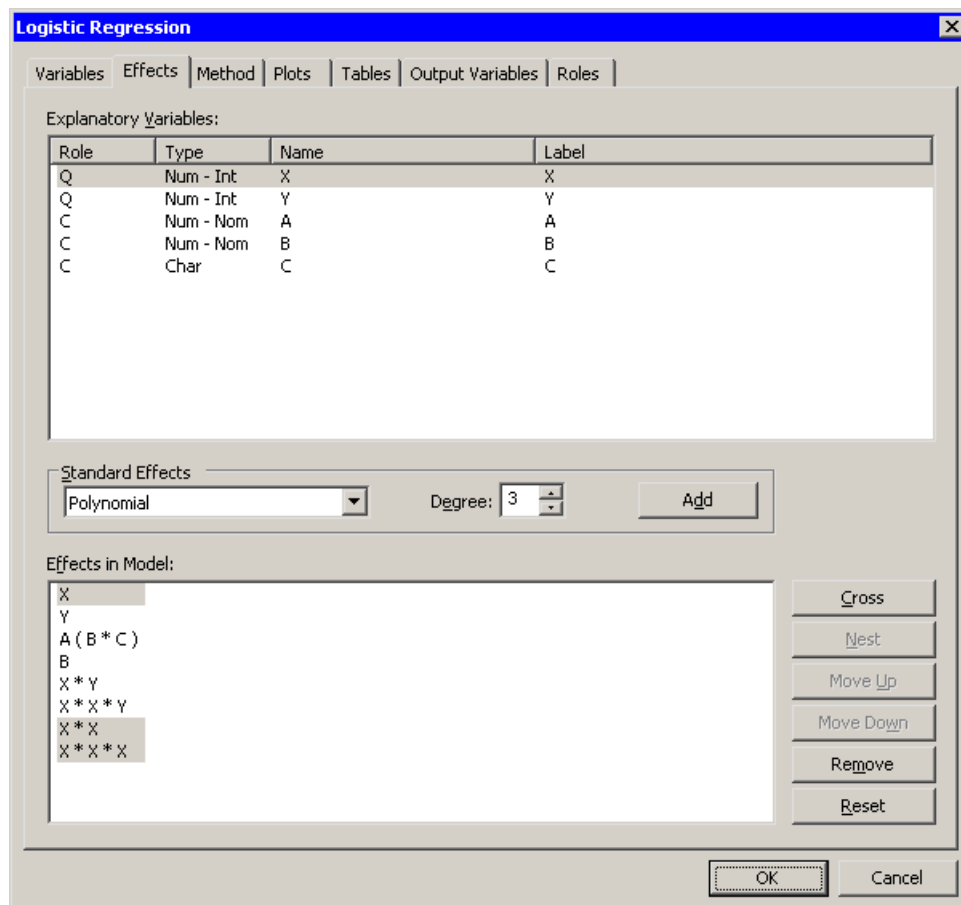 Logistic Regression
Variables Effects Method Plots Tables Output Variables Roles
Explanatory Variables:
Role Type Name Label
Q Num - Int X X
Q Num - Int Y Y
C Num - Nom A A
C Num - Nom B B
C Char C C
Standard Effects
Polynomial Degree: 3 Add
Effects in Model:
X
Y
A ( B * C )
B
X * Y
X * X * Y
X * X
X * X * X
Cross
Nest
Move Up
Move Down
Remove
Reset
OK Cancel